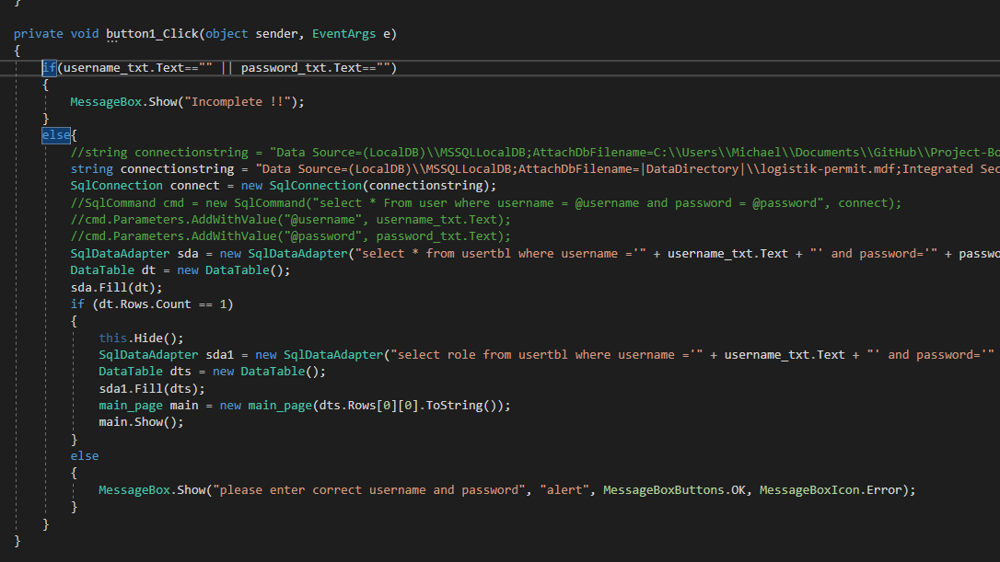 }
private void button1_Click(object sender, EventArgs e)
{
if(username_txt.Text=="" || password_txt.Text=="")
{
MessageBox.Show("Incomplete !!");
}
else{
//string connectionstring = "Data Source=(LocalDB)\\MSSQLLocalDB;AttachDbFilename=C:\\Users\\Michael\\Documents\\GitHub\\Project-Bo
string connectionstring = "Data Source=(LocalDB)\\MSSQLLocalDB;AttachDbFilename=|DataDirectory|\\logistik-permit.mdf;Integrated Sec
SqlConnection connect = new SqlConnection(connectionstring);
//SqlCommand cmd = new SqlCommand("select * From user where username = @username and password = @password", connect);
//cmd.Parameters.AddWithValue("@username", username_txt.Text);
//cmd.Parameters.AddWithValue("@password", password_txt.Text);
SqlDataAdapter sda = new SqlDataAdapter("select * from usertbl where username ='" + username_txt.Text + "' and password='" + passwo
DataTable dt = new DataTable();
sda.Fill(dt);
if (dt.Rows.Count == 1)
{
this.Hide();
SqlDataAdapter sda1 = new SqlDataAdapter("select role from usertbl where username ='" + username_txt.Text + "' and password='"
DataTable dts = new DataTable();
sda1.Fill(dts);
main_page main = new main_page(dts.Rows[0][0].ToString());
main.Show();
}
else
{
MessageBox.Show("please enter correct username and password", "alert", MessageBoxButtons.OK, MessageBoxIcon.Error);
}
}
}